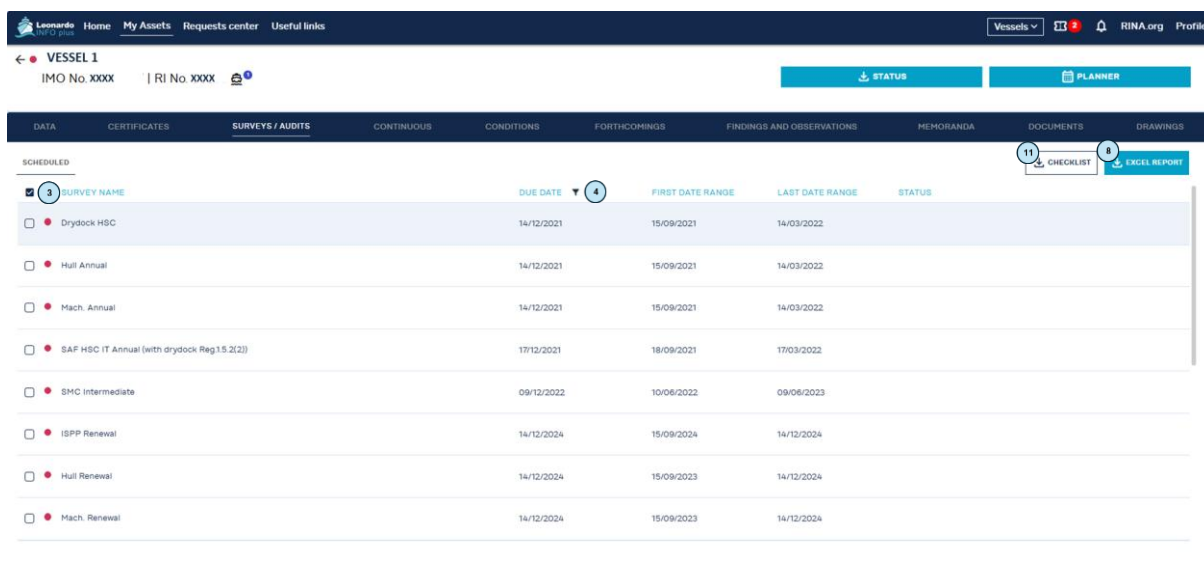 Leonardo INFO plus Home My Assets Requests center Useful links Vessels 2 RINA.org Profile
VESSEL 1
IMO No. XXXX | RI No. XXXX 1
STATUS PLANNER
DATA CERTIFICATES SURVEYS / AUDITS CONTINUOUS CONDITIONS FORTHCOMINGS FINDINGS AND OBSERVATIONS MEMORANDA DOCUMENTS DRAWINGS
SCHEDULED 11 CHECKLIST 8 EXCEL REPORT
3 SURVEY NAME DUE DATE 4 FIRST DATE RANGE LAST DATE RANGE STATUS
Drydock HSC 14/12/2021 15/09/2021 14/03/2022
Hull Annual 14/12/2021 15/09/2021 14/03/2022
Mach. Annual 14/12/2021 15/09/2021 14/03/2022
SAF HSC IT Annual (with drydock Reg.1.5.2(2)) 17/12/2021 18/09/2021 17/03/2022
SMC Intermediate 09/12/2022 10/06/2022 09/06/2023
ISPP Renewal 14/12/2024 15/09/2024 14/12/2024
Hull Renewal 14/12/2024 15/09/2023 14/12/2024
Mach. Renewal 14/12/2024 15/09/2023 14/12/2024